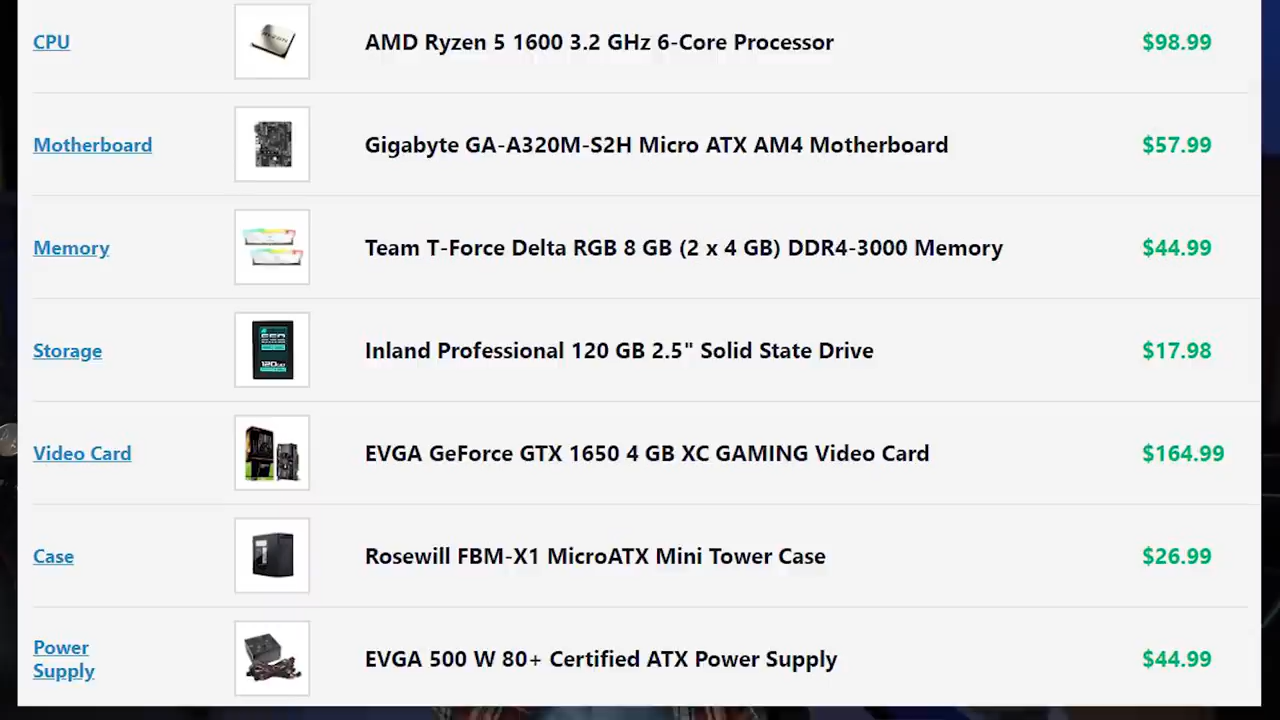 CPU AMD Ryzen 5 1600 3.2 GHz 6-Core Processor $98.99
Motherboard Gigabyte GA-A320M-S2H Micro ATX AM4 Motherboard $57.99
Memory Team T-Force Delta RGB 8 GB (2 x 4 GB) DDR4-3000 Memory $44.99
Storage Inland Professional 120 GB 2.5" Solid State Drive $17.98
Video Card EVGA GeForce GTX 1650 4 GB XC GAMING Video Card $164.99
Case Rosewill FBM-X1 MicroATX Mini Tower Case $26.99
Power
Supply EVGA 500 W 80+ Certified ATX Power Supply $44.99